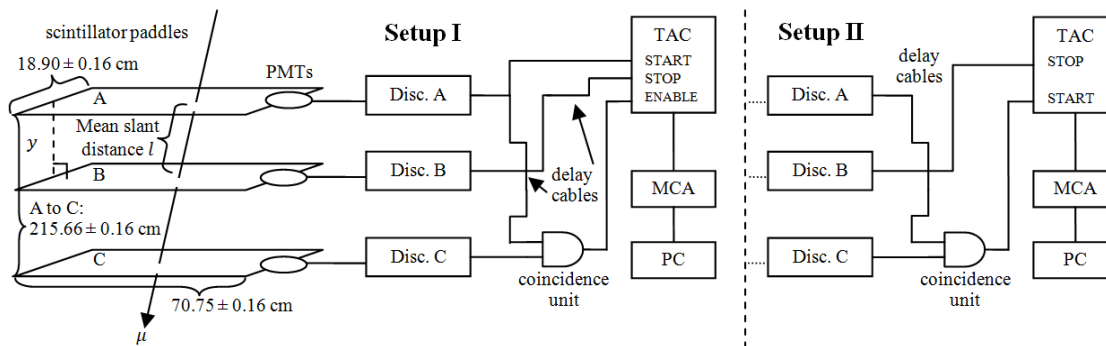 scintillator paddles
18.90 ± 0.16 cm
A
PMTs
Mean slant
distance l
y
B
A to C:
215.66 ± 0.16 cm
C
70.75 ± 0.16 cm
μ
Setup I
Disc. A
Disc. B
Disc. C
delay
cables
coincidence
unit
TAC
START
STOP
ENABLE
MCA
PC
Setup II
delay
cables
Disc. A
Disc. B
Disc. C
coincidence
unit
TAC
STOP
START
MCA
PC